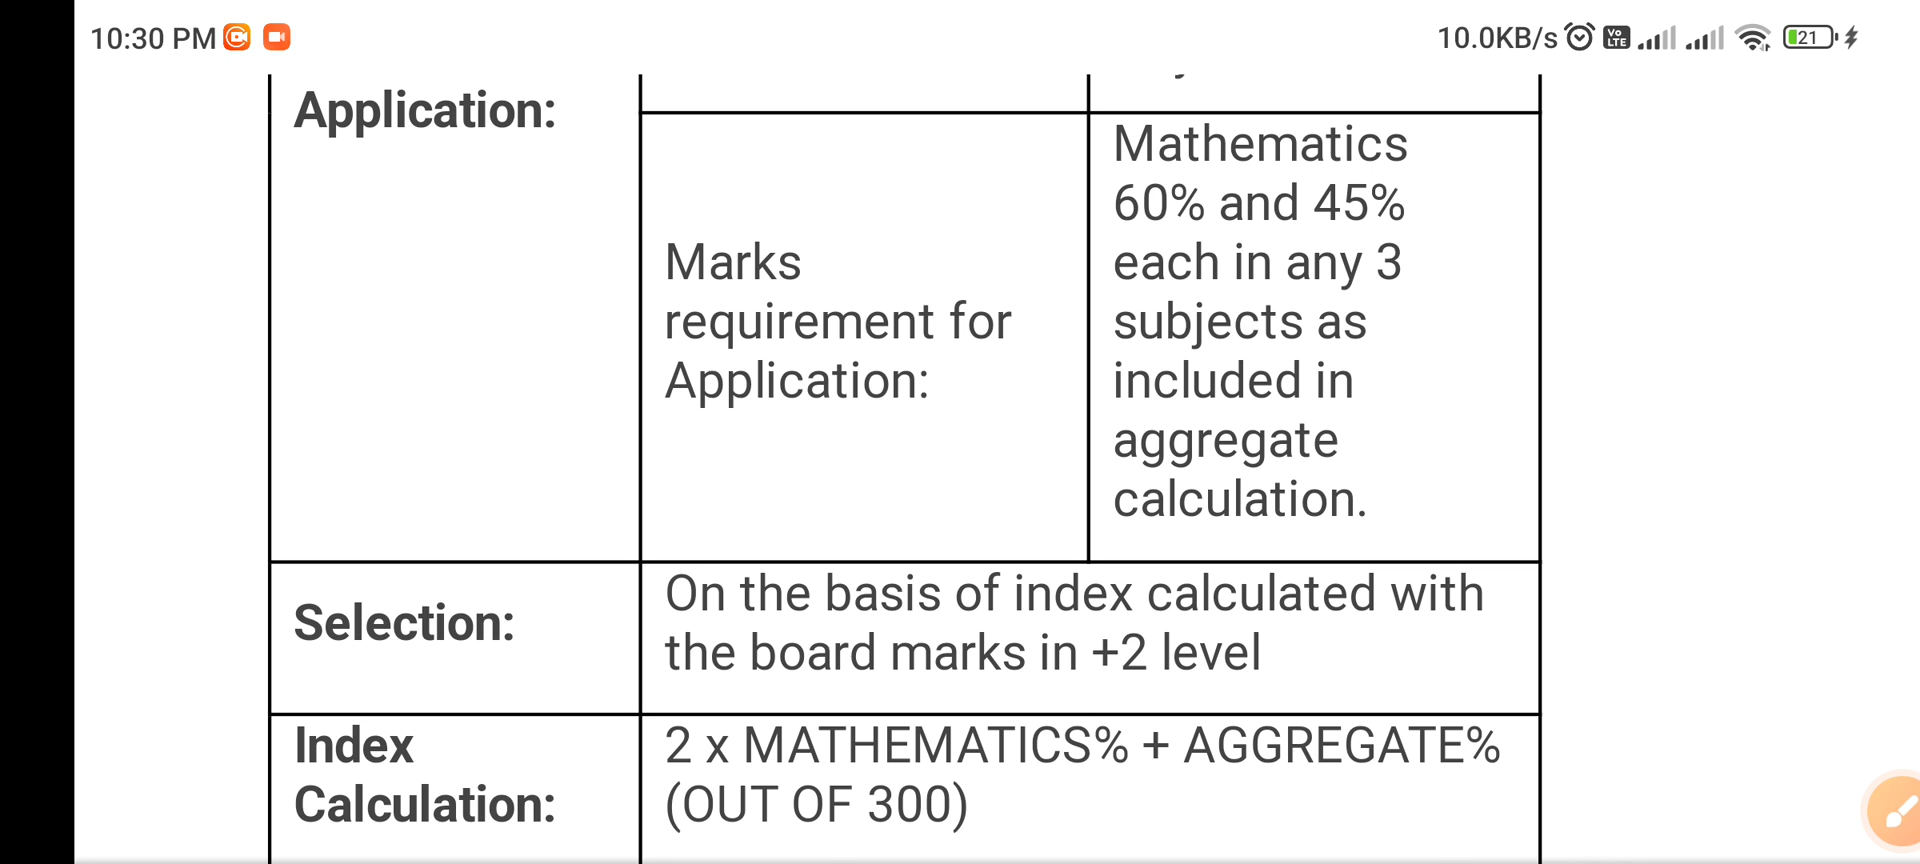 10:30 PM
10.0KB/s
Vo LTE
21
Application:
Marks
requirement for
Application:
Mathematics
60% and 45%
each in any 3
subjects as
included in
aggregate
calculation.
Selection:
On the basis of index calculated with
the board marks in +2 level
Index
Calculation:
2 x MATHEMATICS% + AGGREGATE%
(OUT OF 300)